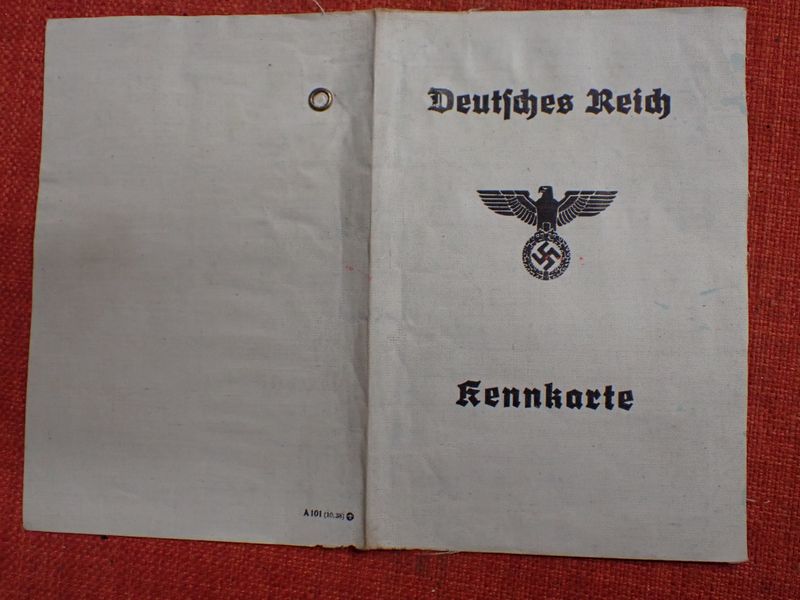 Deutsches Reich
Kennkarte
A 101 (10.38)